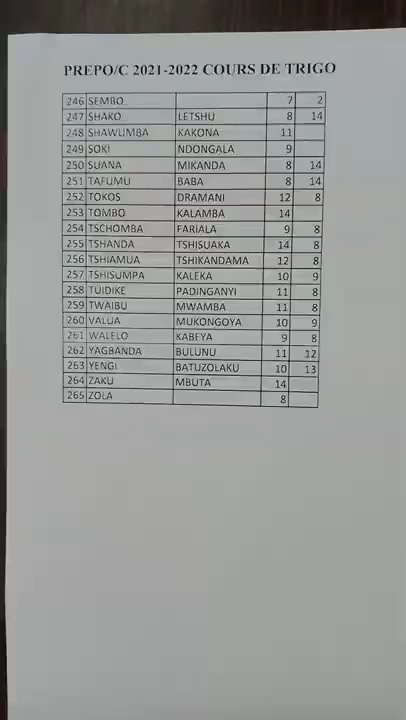 PREPO/C 2021-2022 COURS DE TRIGO
246 SEMBO 7 2
247 SHAKO LETSHU 8 14
248 SHAWUMBA KAKONA 11
249 SOKI NDONGALA 9
250 SUANA MIKANDA 8 14
251 TAFUMU BABA 8 14
252 TOKOS DRAMANI 12 8
253 TOMBO KALAMBA 14
254 TSCHOMBA FARIALA 9 8
255 TSHANDA TSHISUAKA 14 8
256 TSHIAMUA TSHIKANDAMA 12 8
257 TSHISUMPA KALEKA 10 9
258 TUIDIKE PADINGANYI 11 8
259 TWAIBU MWAMBA 11 8
260 VALUA MUKONGOYA 10 9
261 WALELO KABEYA 9 8
262 YAGBANDA BULUNU 11 12
263 YENGI BATUZOLAKU 10 13
264 ZAKU MBUTA 14
265 ZOLA 8